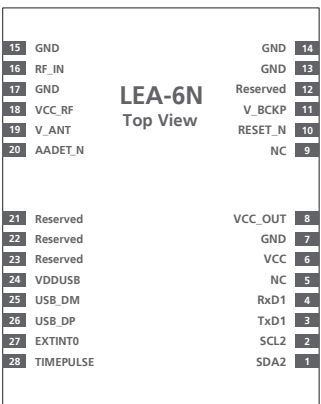 15 GND GND 14
16 RF_IN GND 13
17 GND Reserved 12
LEA-6N
18 VCC_RF V_BCKP 11
Top View
19 V_ANT RESET_N 10
20 AADET_N NC 9
21 Reserved VCC_OUT 8
22 Reserved GND 7
23 Reserved VCC 6
24 VDDUSB NC 5
25 USB_DM RxD1 4
26 USB_DP TxD1 3
27 EXTINT0 SCL2 2
28 TIMEPULSE SDA2 1